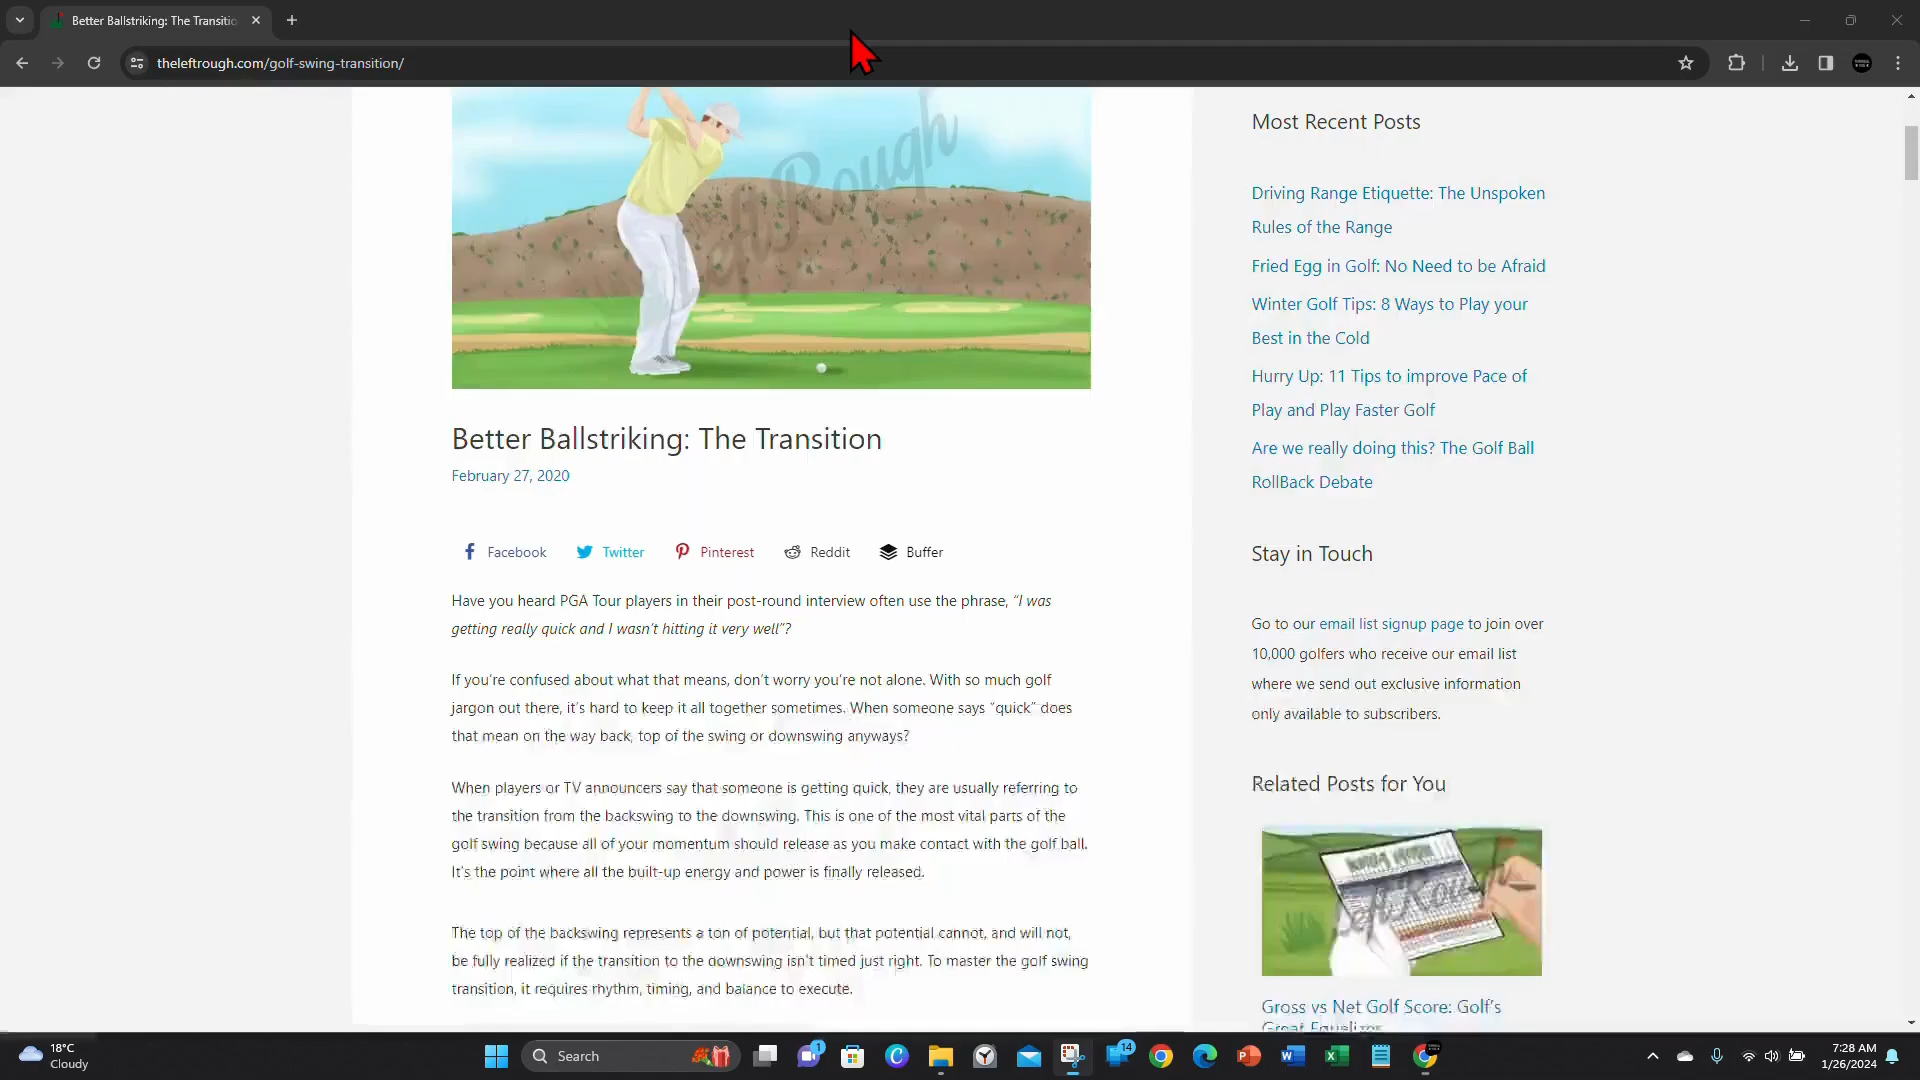 Better Ballstriking: The Transitio
theleftrough.com/golf-swing-transition/
LeftRough
Better Ballstriking: The Transition
February 27, 2020
Facebook
Twitter
Pinterest
Reddit
Buffer
Have you heard PGA Tour players in their post-round interview often use the phrase, “I was
getting really quick and I wasn’t hitting it very well”?
If you’re confused about what that means, don’t worry you’re not alone. With so much golf
jargon out there, it’s hard to keep it all together sometimes. When someone says “quick” does
that mean on the way back, top of the swing or downswing anyways?
When players or TV announcers say that someone is getting quick, they are usually referring to
the transition from the backswing to the downswing. This is one of the most vital parts of the
golf swing because all of your momentum should release as you make contact with the golf ball.
It’s the point where all the built-up energy and power is finally released.
The top of the backswing represents a ton of potential, but that potential cannot, and will not,
be fully realized if the transition to the downswing isn’t timed just right. To master the golf swing
transition, it requires rhythm, timing, and balance to execute.
Most Recent Posts
Driving Range Etiquette: The Unspoken
Rules of the Range
Fried Egg in Golf: No Need to be Afraid
Winter Golf Tips: 8 Ways to Play your
Best in the Cold
Hurry Up: 11 Tips to improve Pace of
Play and Play Faster Golf
Are we really doing this? The Golf Ball
RollBack Debate
Stay in Touch
Go to our email list signup page to join over
10,000 golfers who receive our email list
where we send out exclusive information
only available to subscribers.
Related Posts for You
Gross vs Net Golf Score: Golf’s
Great Equalizer
18°C
Cloudy
Search
1
14
7:28 AM
1/26/2024